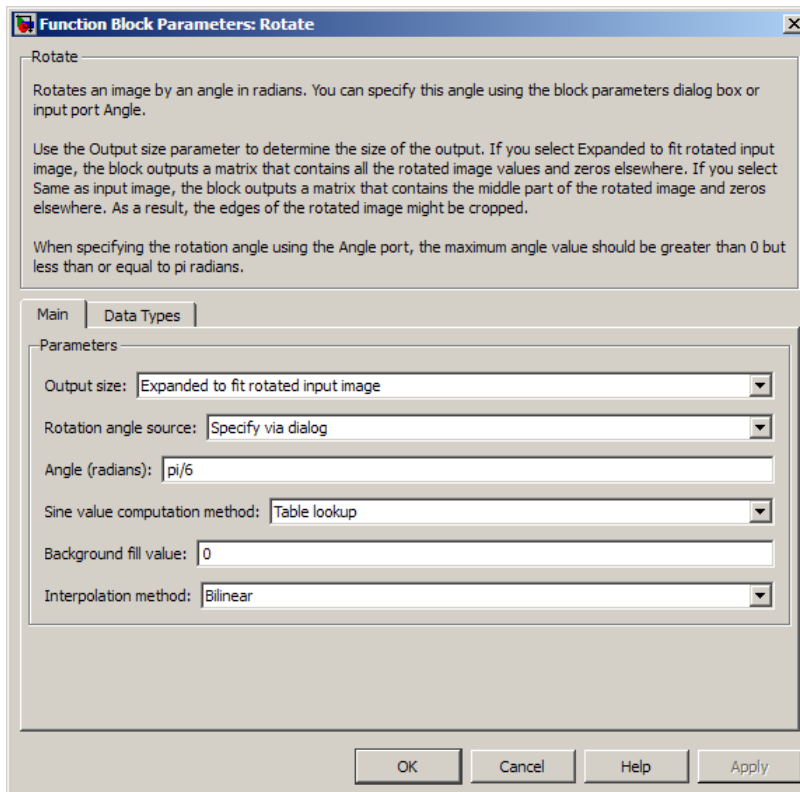 Function Block Parameters: Rotate
Rotate
Rotates an image by an angle in radians. You can specify this angle using the block parameters dialog box or
input port Angle.
Use the Output size parameter to determine the size of the output. If you select Expanded to fit rotated input
image, the block outputs a matrix that contains all the rotated image values and zeros elsewhere. If you select
Same as input image, the block outputs a matrix that contains the middle part of the rotated image and zeros
elsewhere. As a result, the edges of the rotated image might be cropped.
When specifying the rotation angle using the Angle port, the maximum angle value should be greater than 0 but
less than or equal to pi radians.
Main Data Types
Parameters
Output size: Expanded to fit rotated input image
Rotation angle source: Specify via dialog
Angle (radians): pi/6
Sine value computation method: Table lookup
Background fill value: 0
Interpolation method: Bilinear
OK Cancel Help Apply